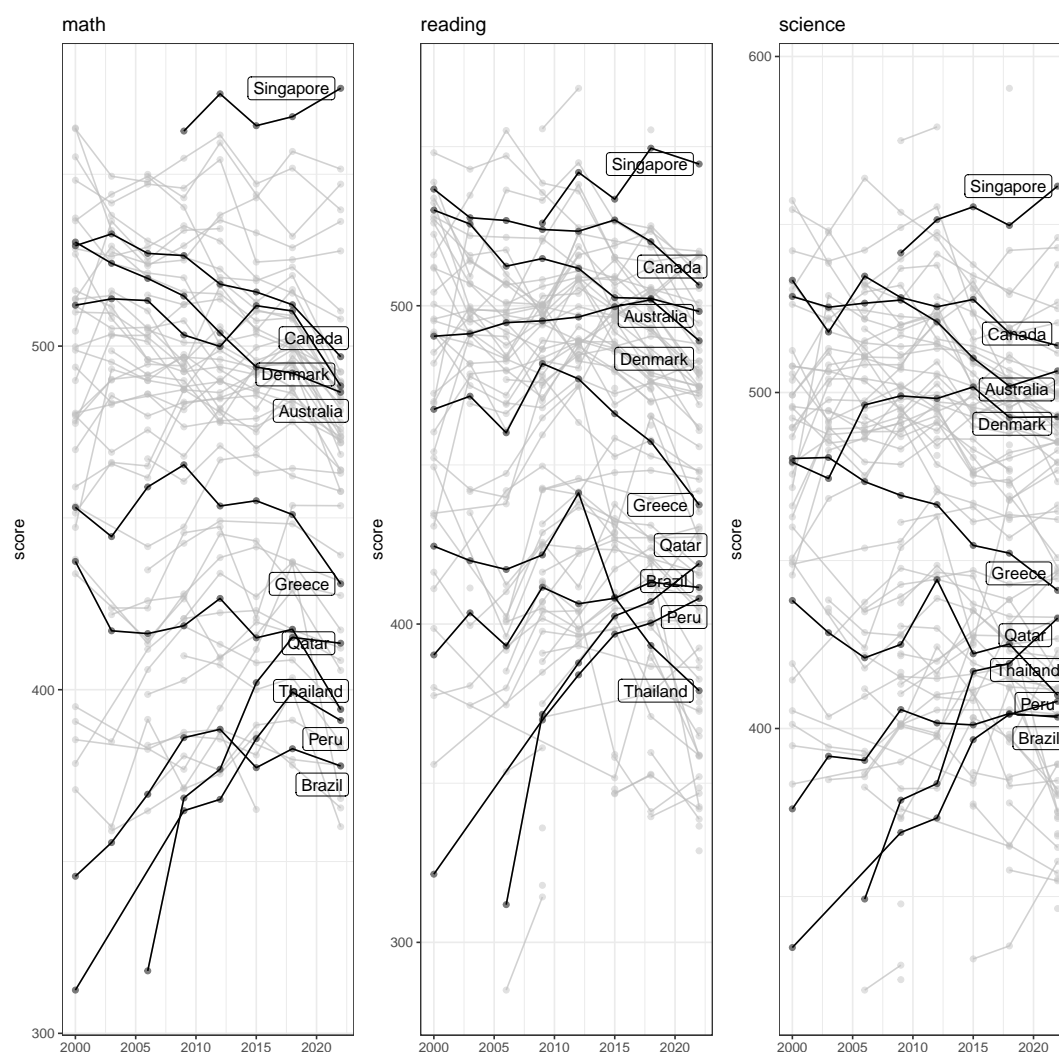 math
reading
science
600
Singapore
Singapore
Singapore
Canada
Australia
Denmark
500
Canada
Denmark
Australia
500
500
Canada
Australia
Denmark
score
score
score
Greece
Greece
Greece
Qatar
Qatar
Qatar
Brazil
Peru
Thailand
400
Thailand
400
Thailand
Peru
Brazil
400
Peru
Brazil
300
300
2000 2005 2010 2015 2020
2000 2005 2010 2015 2020
2000 2005 2010 2015 2020